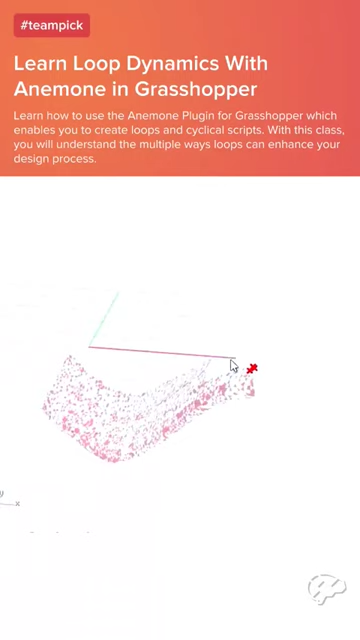 #teampick
Learn Loop Dynamics With
Anemone in Grasshopper
Learn how to use the Anemone Plugin for Grasshopper which
enables you to create loops and cyclical scripts. With this class,
you will understand the multiple ways loops can enhance your
design process.
y
x